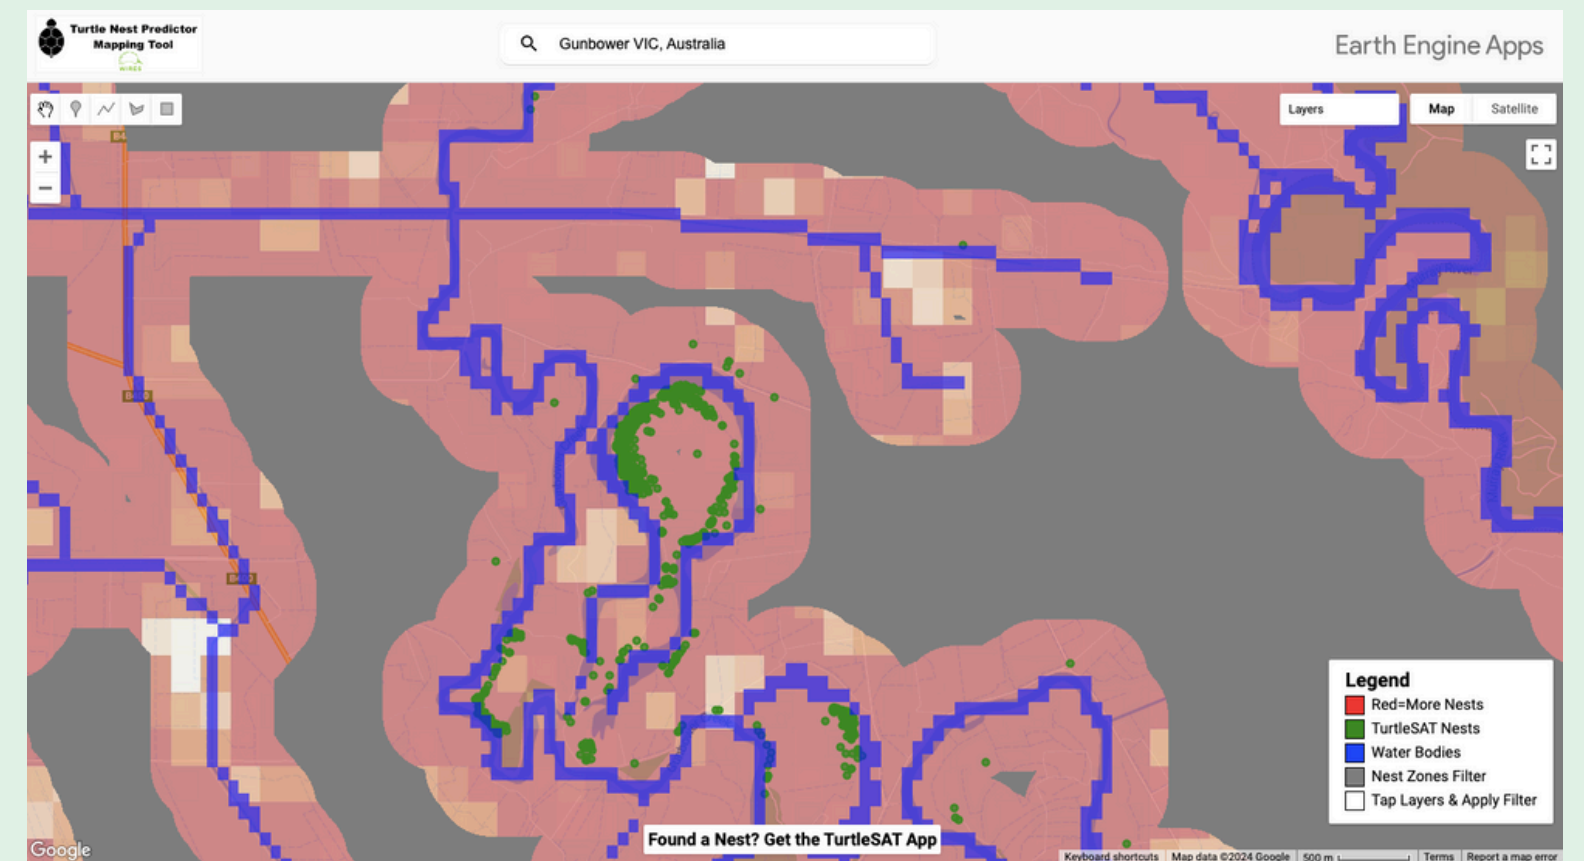 Turtle Nest Predictor
Mapping Tool
WIRES
Gunbower VIC, Australia
Earth Engine Apps
Layers
Map
Satellite
+
−
Legend
Red=More Nests
TurtleSAT Nests
Water Bodies
Nest Zones Filter
Tap Layers & Apply Filter
Found a Nest? Get the TurtleSAT App
Google
Keyboard shortcuts
Map data ©2024 Google
500 m
Terms
Report a map error